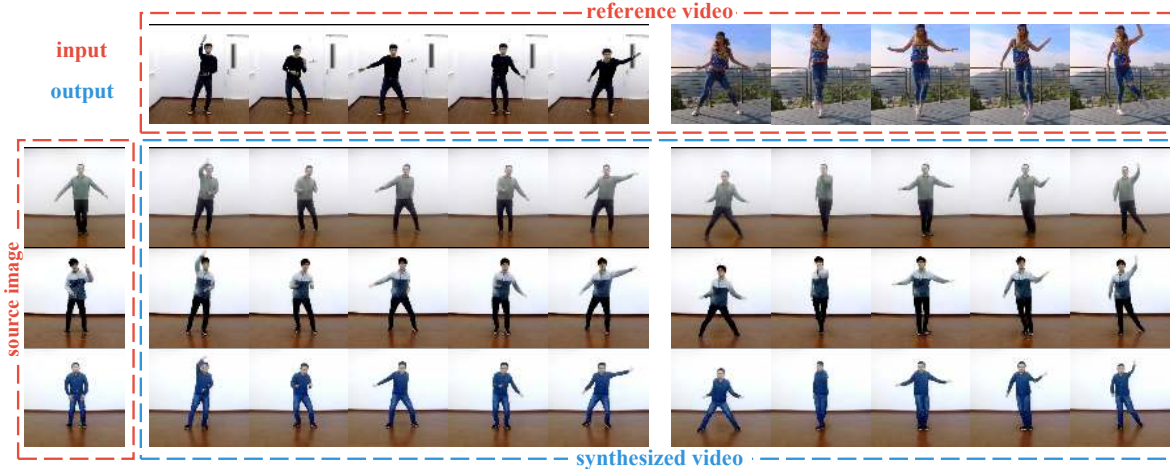 reference video
input
output
source image
synthesized video